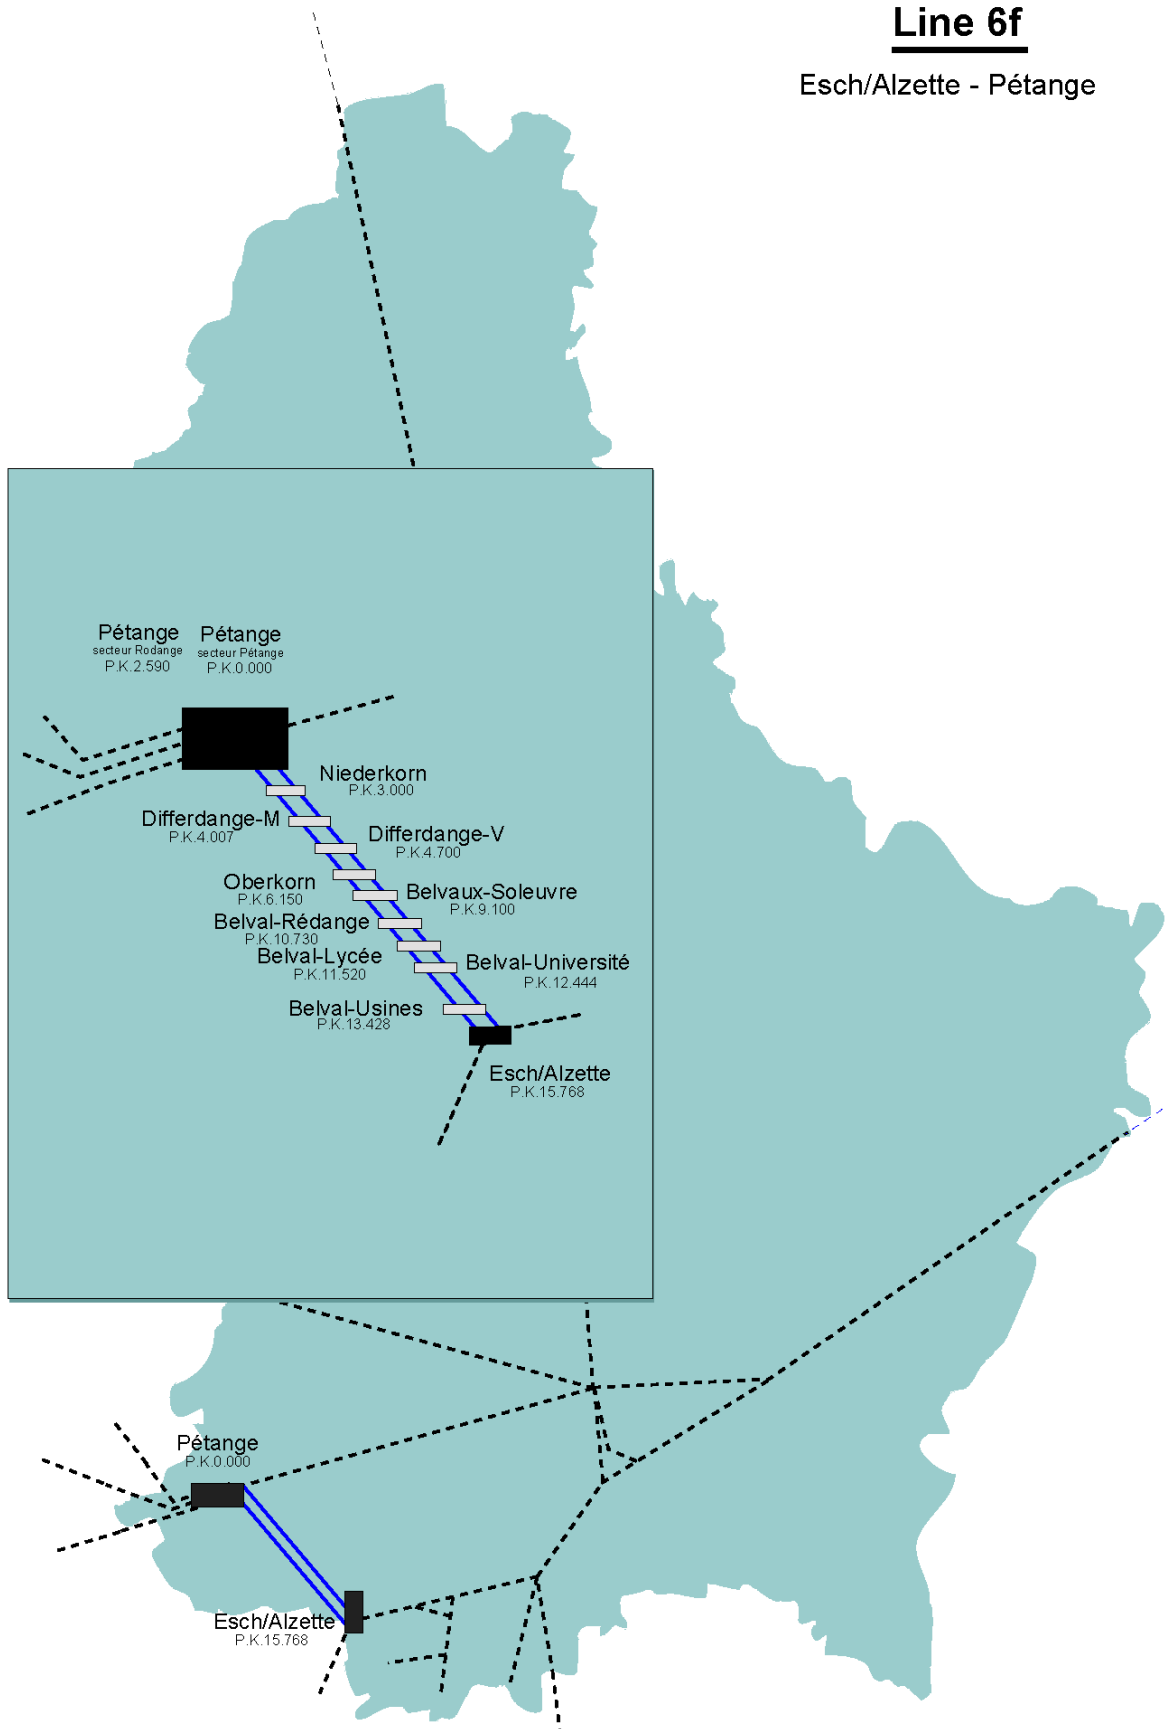 Line 6f
Esch/Alzette - Pétange
Pétange
secteur Rodange
P.K.2.590
Pétange
secteur Pétange
P.K.0.000
Niederkorn
P.K.3.000
Differdange-M
P.K.4.007
Differdange-V
P.K.4.700
Oberkorn
P.K.6.150
Belvaux-Soleuvre
P.K.9.100
Belval-Rédange
P.K.10.730
Belval-Lycée
P.K.11.520
Belval-Université
P.K.12.444
Belval-Usines
P.K.13.428
Esch/Alzette
P.K.15.768
Pétange
P.K.0.000
Esch/Alzette
P.K.15.768